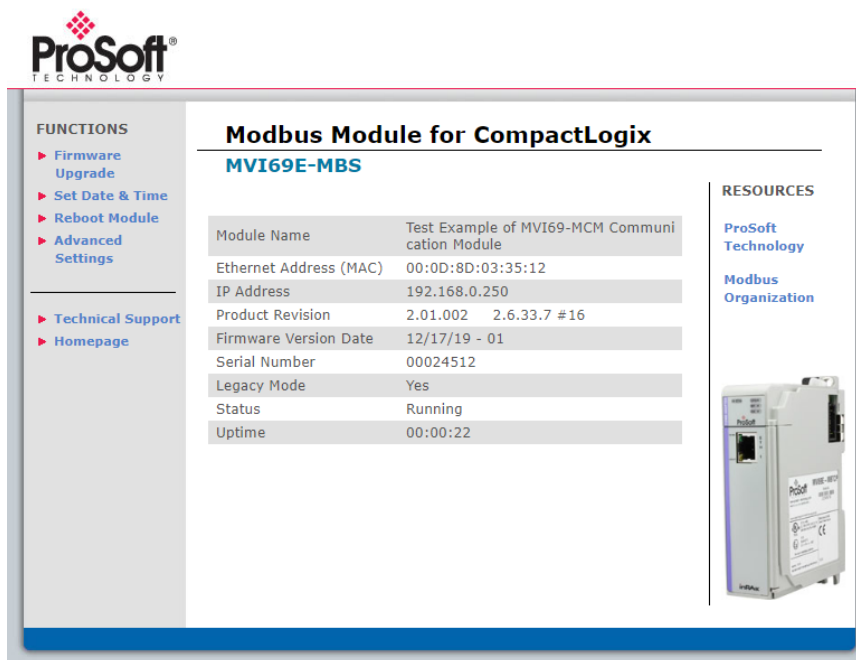 ProSoft®
TECHNOLOGY
FUNCTIONS
Firmware
Upgrade
Set Date & Time
Reboot Module
Advanced
Settings
Technical Support
Homepage
Modbus Module for CompactLogix
MVI69E-MBS
Module Name Test Example of MVI69-MCM Communi
cation Module
Ethernet Address (MAC) 00:0D:8D:03:35:12
IP Address 192.168.0.250
Product Revision 2.01.002 2.6.33.7 #16
Firmware Version Date 12/17/19 - 01
Serial Number 00024512
Legacy Mode Yes
Status Running
Uptime 00:00:22
RESOURCES
ProSoft
Technology
Modbus
Organization
ProSoft
ProSoft
CE